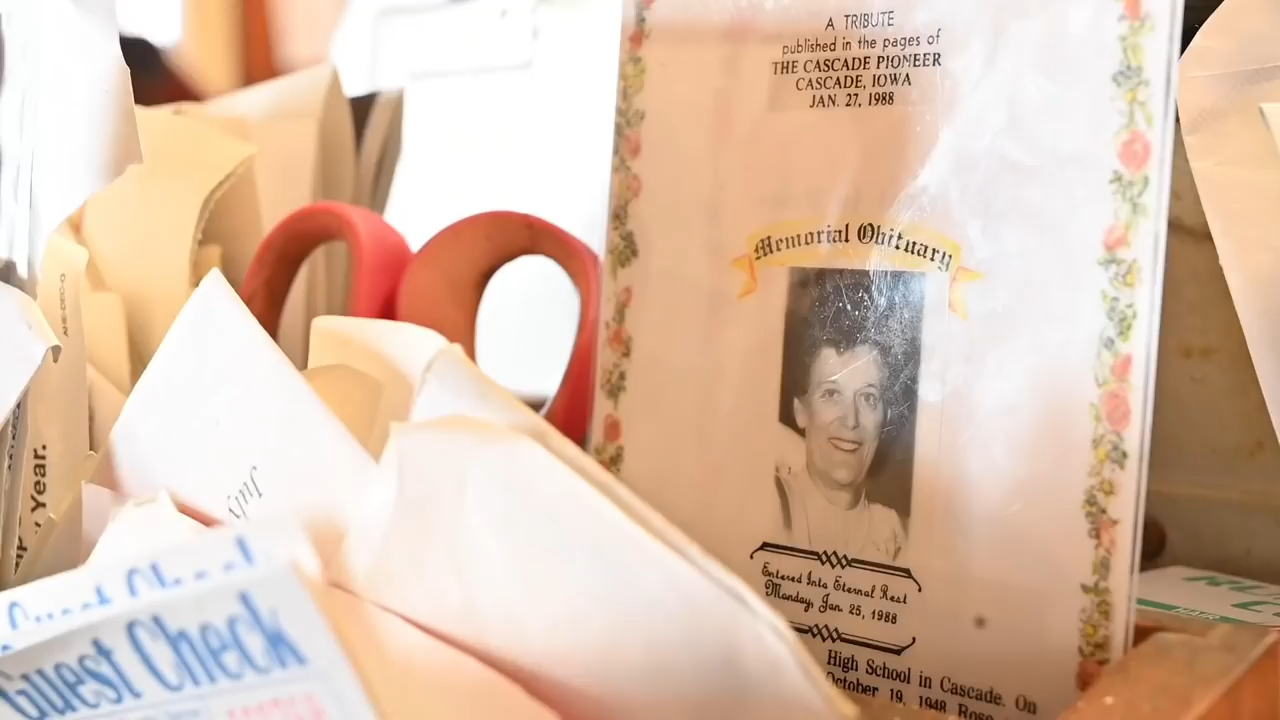 A TRIBUTE
published in the pages of
THE CASCADE PIONEER
CASCADE, IOWA
JAN. 27, 1988
Memorial Obituary
Entered Into Eternal Rest
Monday, Jan. 25, 1988
High School in Cascade. On
October 19, 1948 Rose
Year.
July
Guest Check
Guest Check